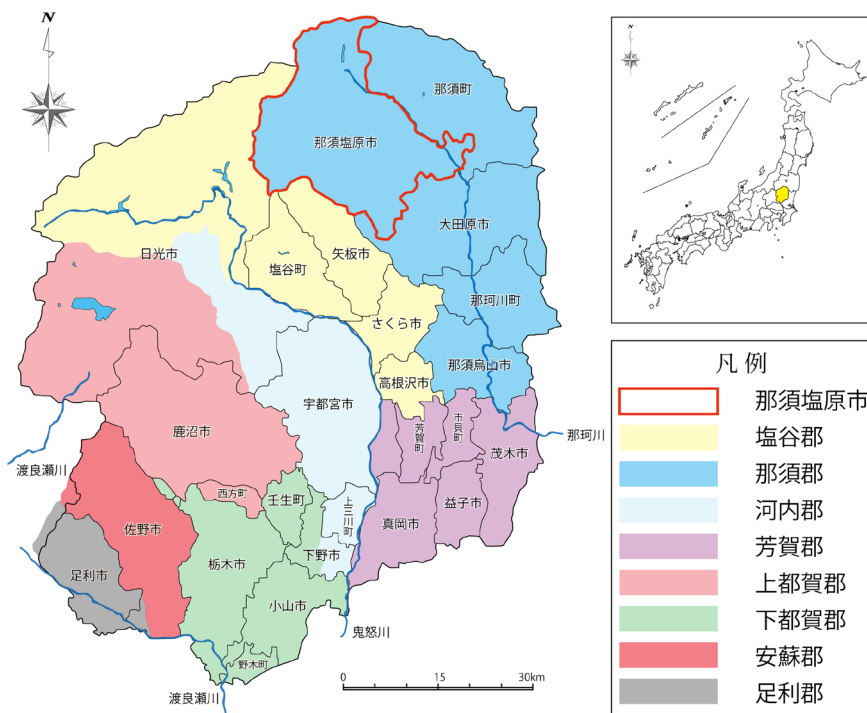 N
那須町
那須塩原市
大田原市
日光市
矢板市
塩谷町
那珂川町
さくら市
那須烏山市
高根沢市
宇都宮市
芳賀町
市貝町
茂木市
那珂川
鹿沼市
渡良瀬川
西方町
壬生町
上三川町
真岡市
益子市
佐野市
下野市
栃木市
足利市
小山市
鬼怒川
野木町
渡良瀬川
0 15 30km
N
凡例
那須塩原市
塩谷郡
那須郡
河内郡
芳賀郡
上都賀郡
下都賀郡
安蘇郡
足利郡